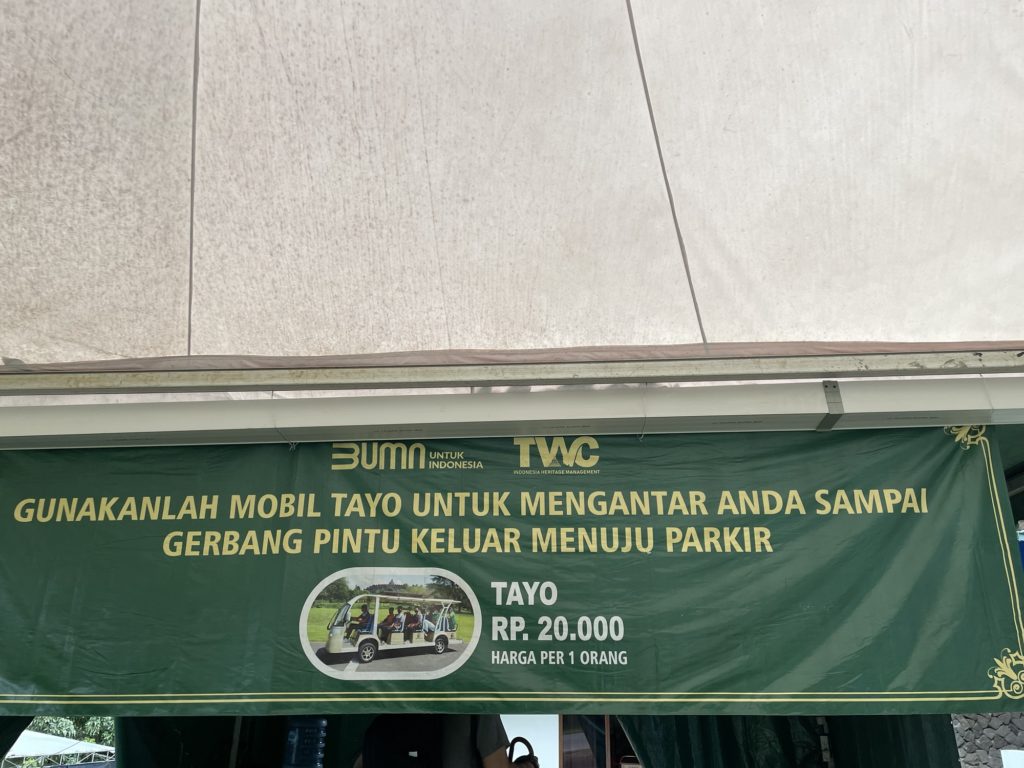 BUMN UNTUK INDONESIA
TWC
INDONESIA HERITAGE MANAGEMENT
GUNAKANLAH MOBIL TAYO UNTUK MENGANTAR ANDA SAMPAI
GERBANG PINTU KELUAR MENUJU PARKIR
TAYO
RP. 20.000
HARGA PER 1 ORANG